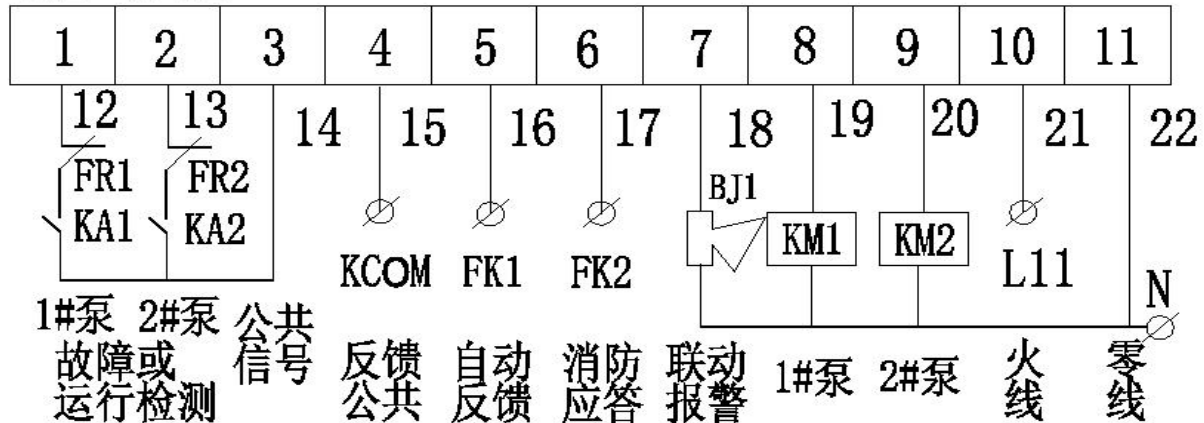 1 2 3 4 5 6 7 8 9 10 11
12 13 14 15 16 17 18 19 20 21 22
FR1 FR2 BJ1
KA1 KA2 KM1 KM2
KCOM FK1 FK2 L11 N
1#泵 2#泵 公共
故障或 信号 反馈 自动 消防 联动 1#泵 2#泵 火 零
运行检测 公共 反馈 应答 报警 线 线